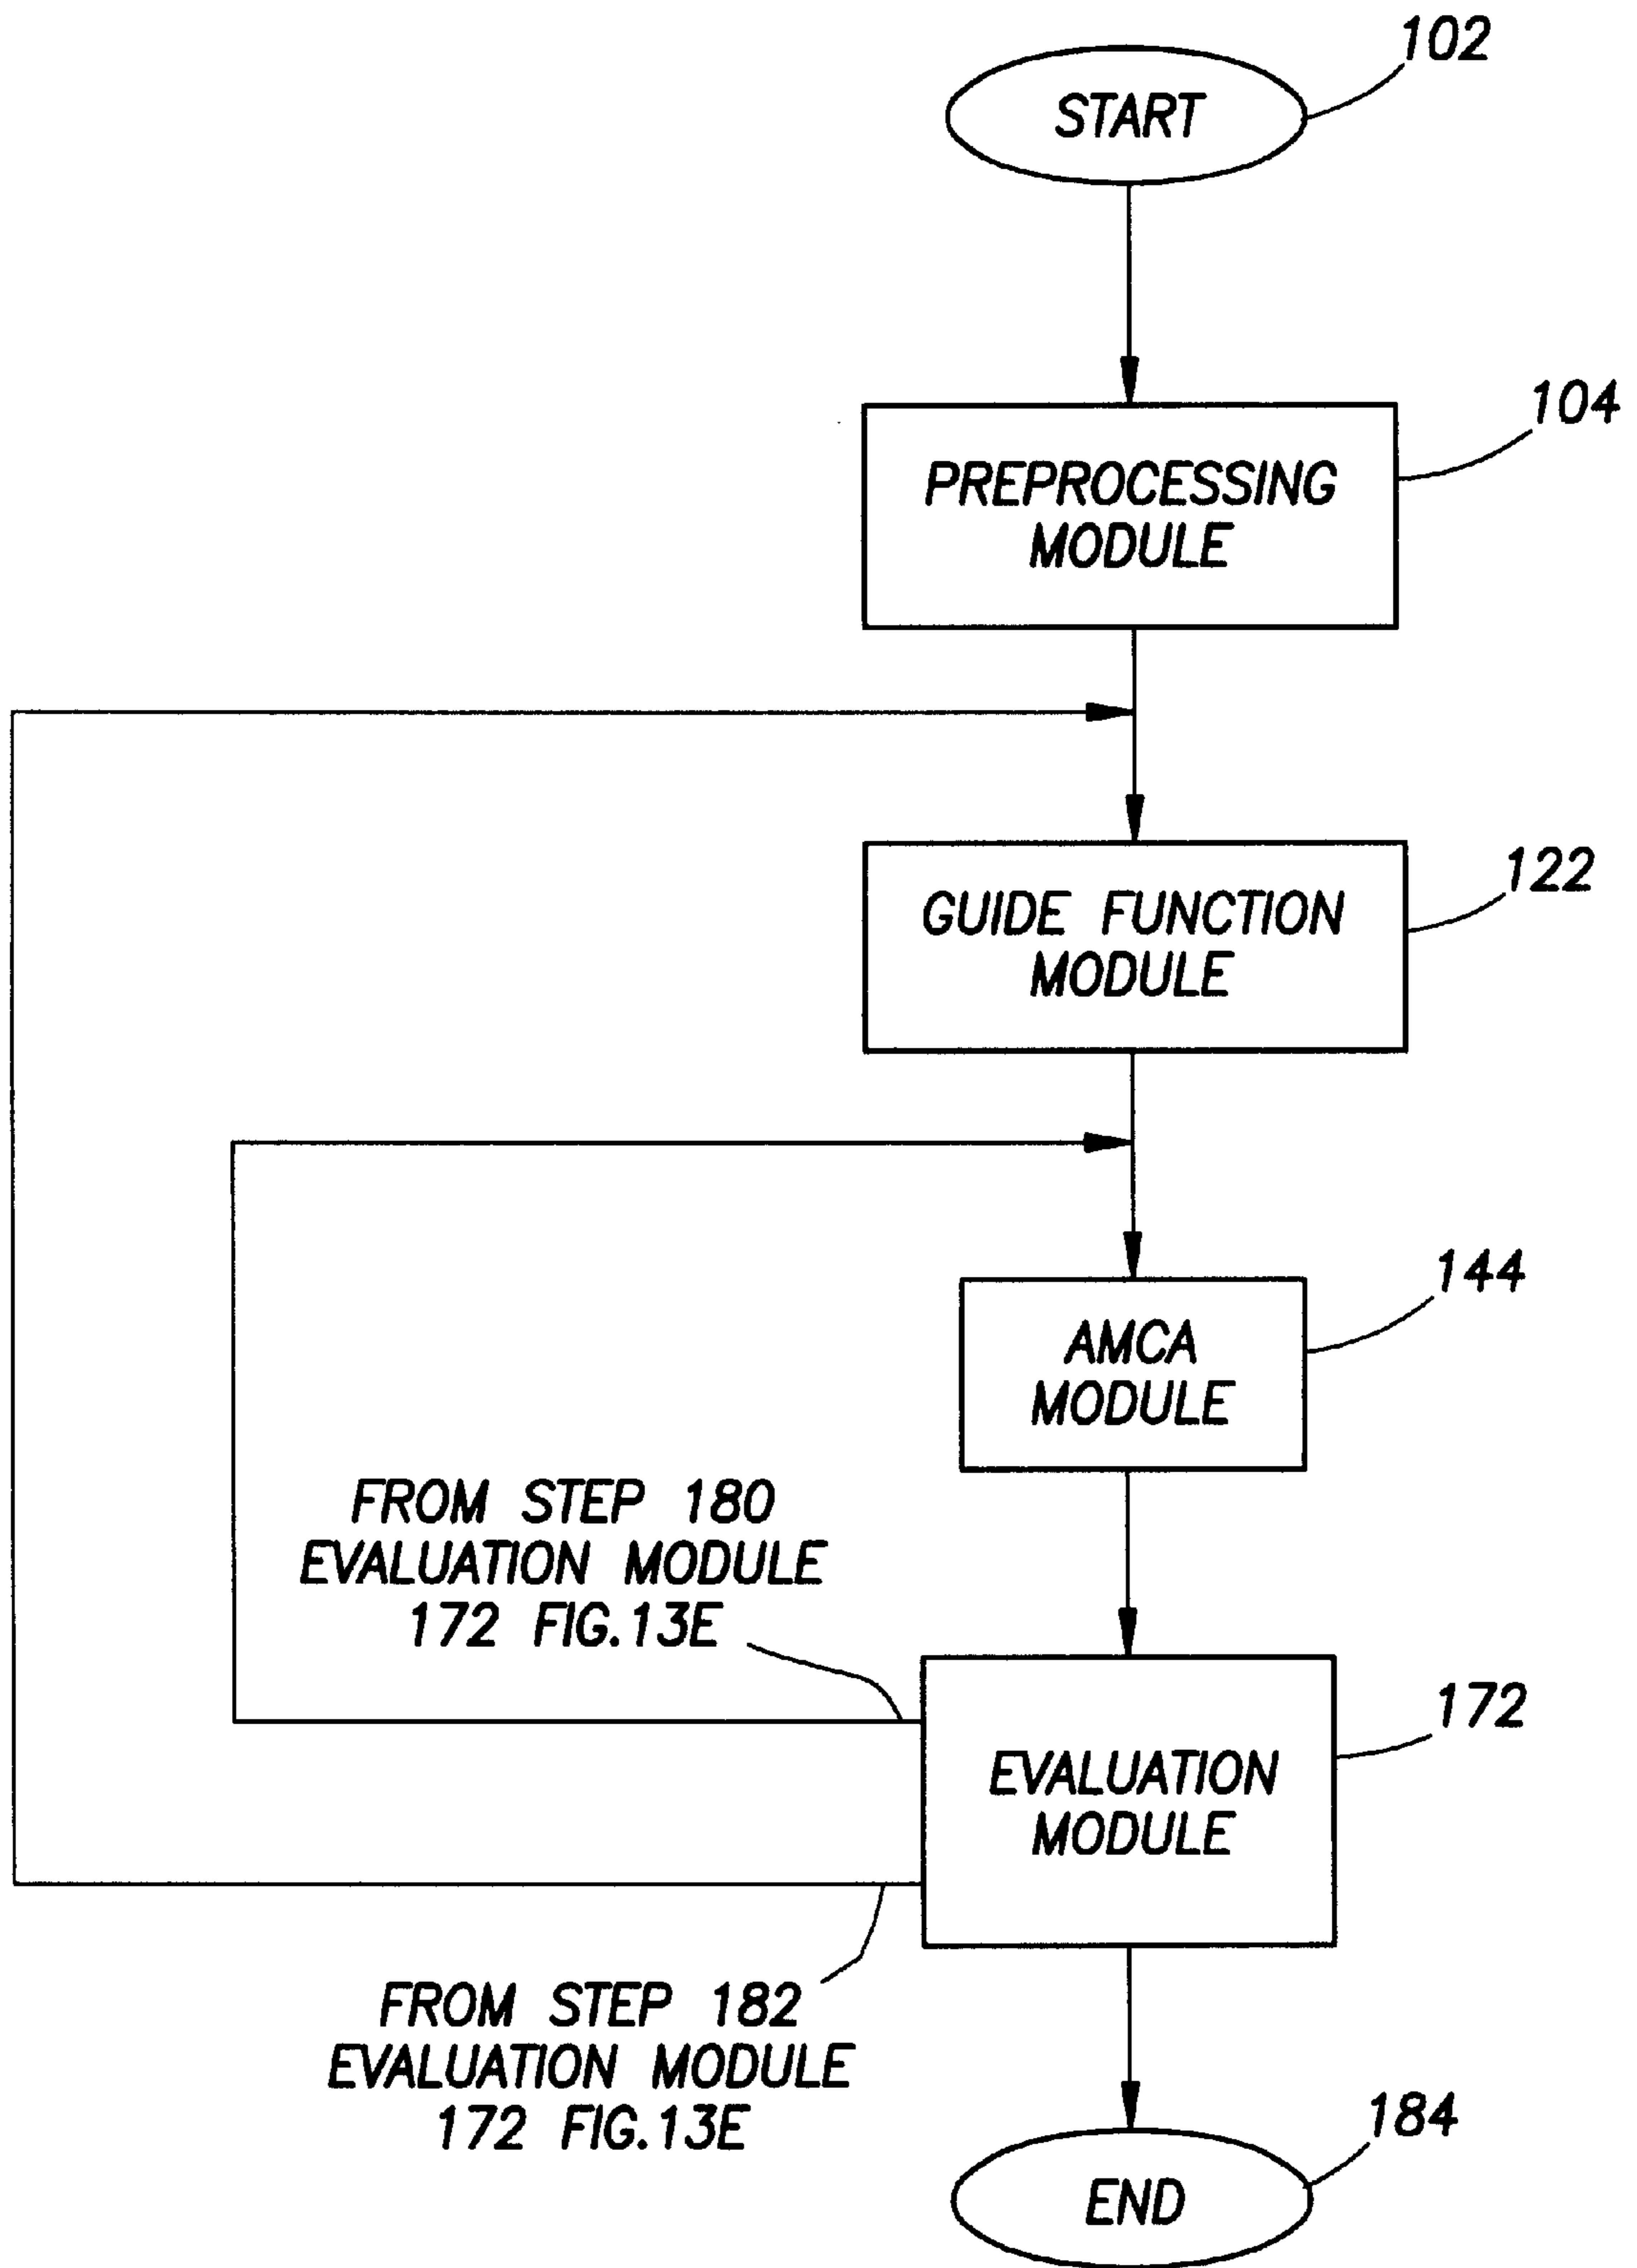 102
START
104
PREPROCESSING
MODULE
122
GUIDE FUNCTION
MODULE
144
AMCA
MODULE
FROM STEP 180
EVALUATION MODULE
172 FIG.13E
172
EVALUATION
MODULE
FROM STEP 182
EVALUATION MODULE
172 FIG.13E
184
END